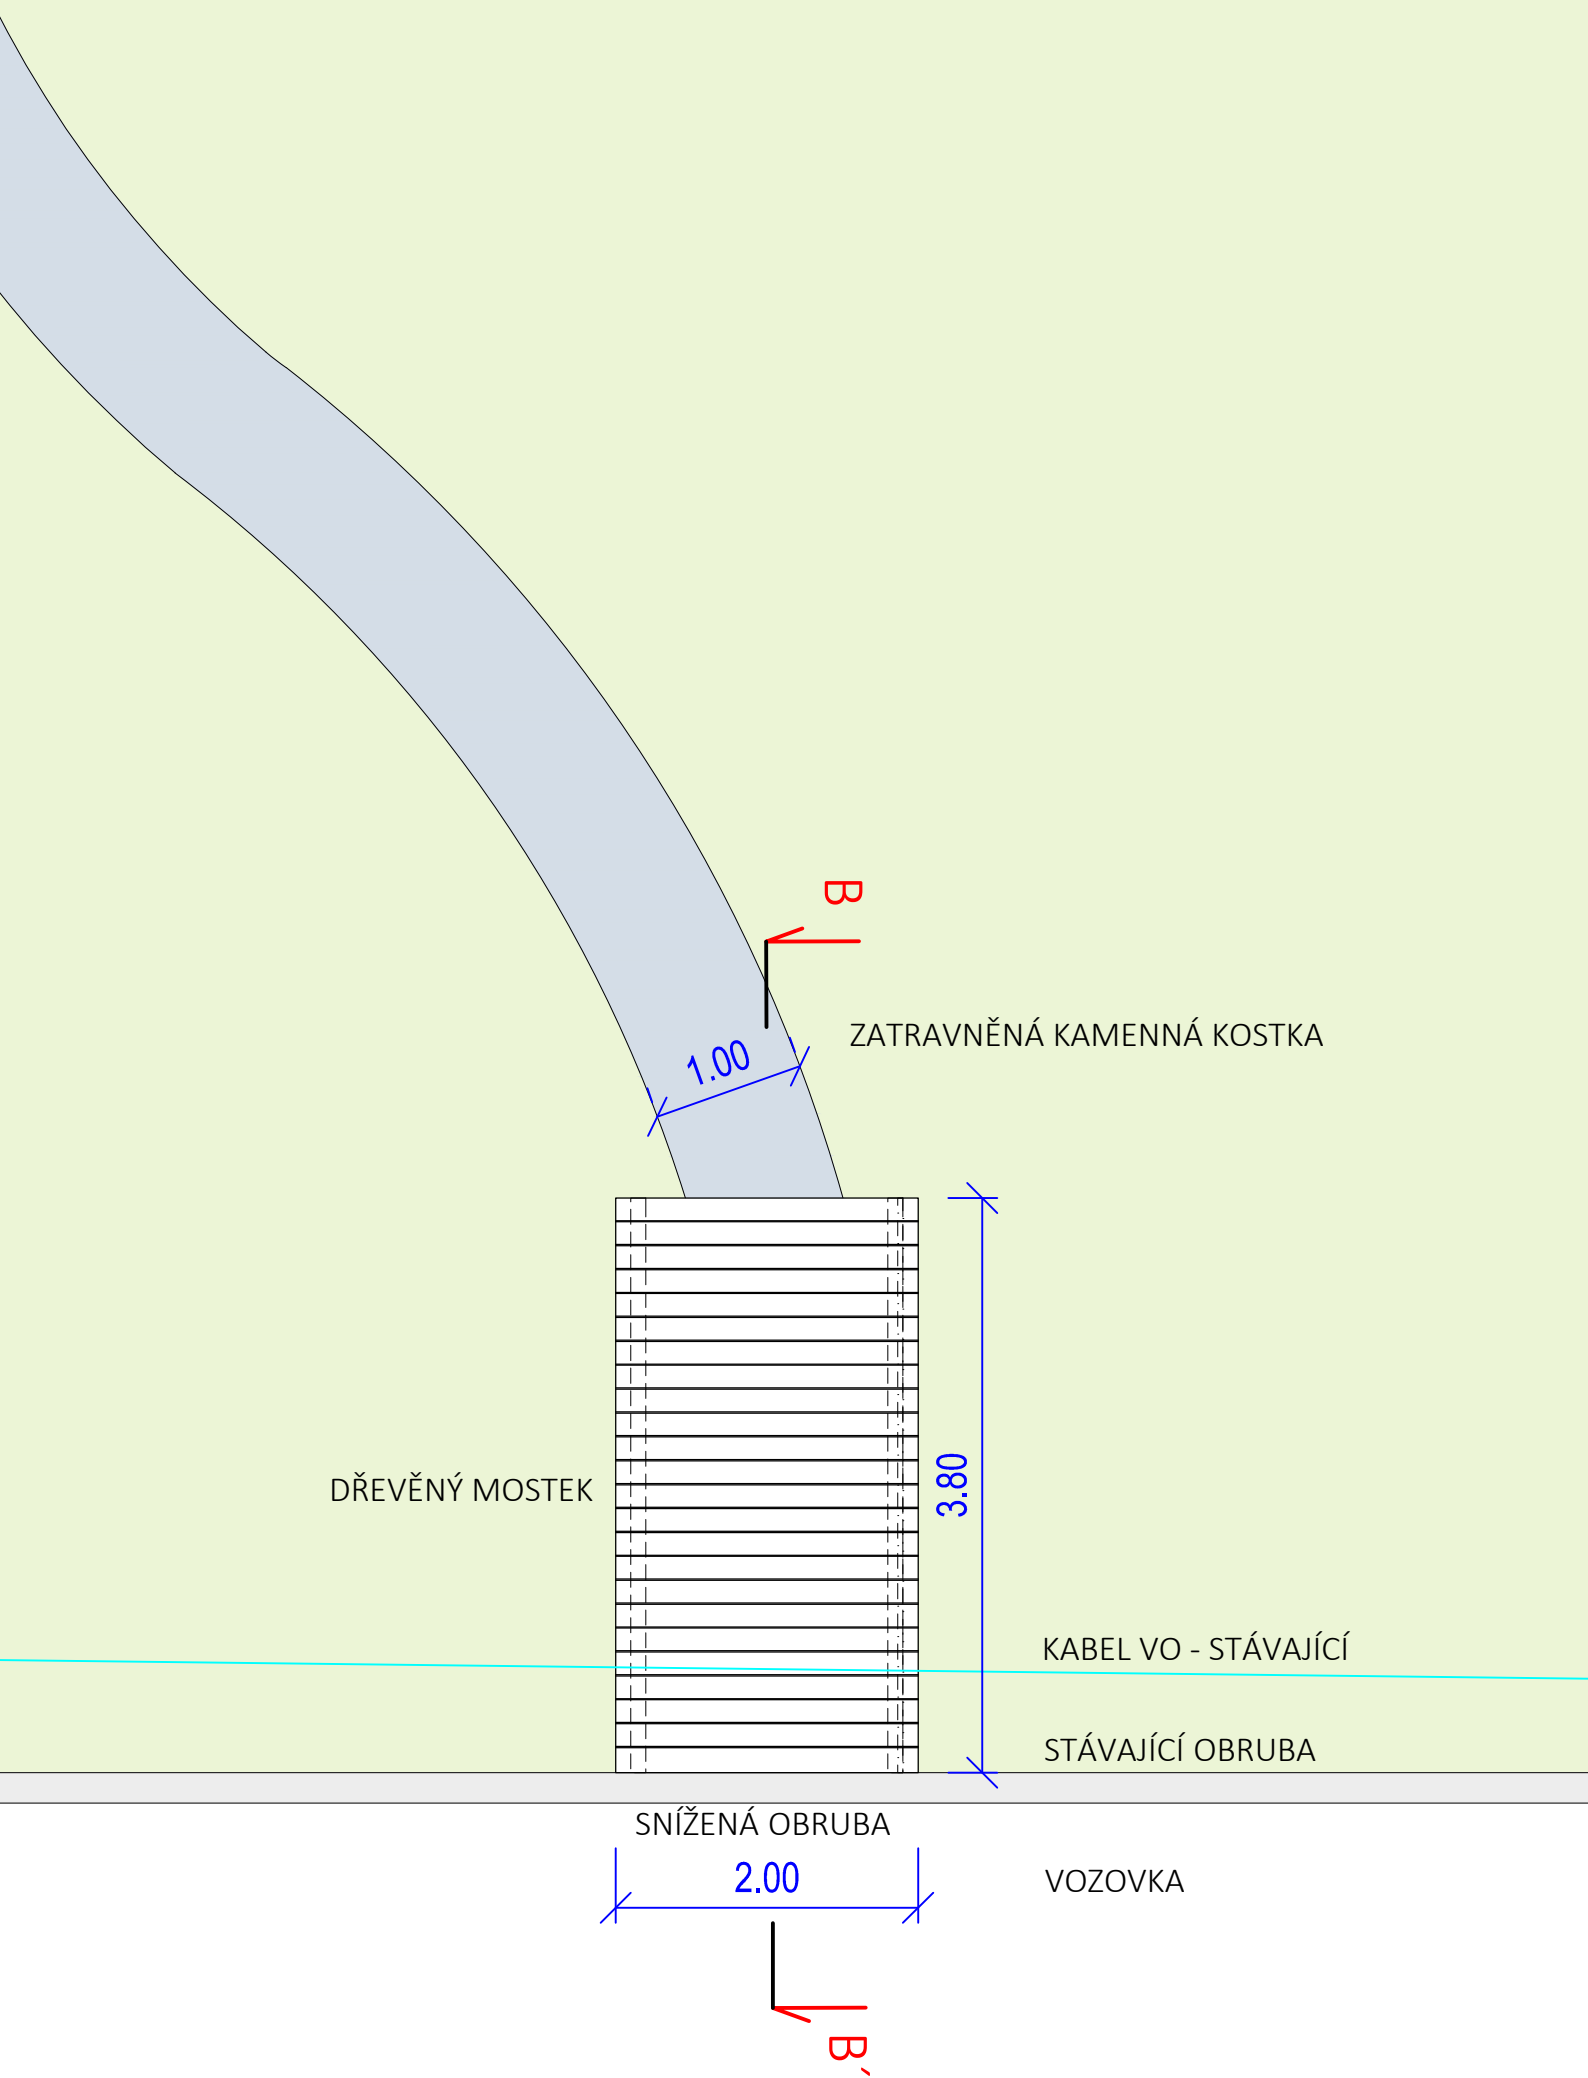 B
ZATRAVNĚNÁ KAMENNÁ KOSTKA
1.00
DŘEVĚNÝ MOSTEK
3.80
KABEL VO - STÁVAJÍCÍ
STÁVAJÍCÍ OBRUBA
SNÍŽENÁ OBRUBA
2.00
VOZOVKA
B´